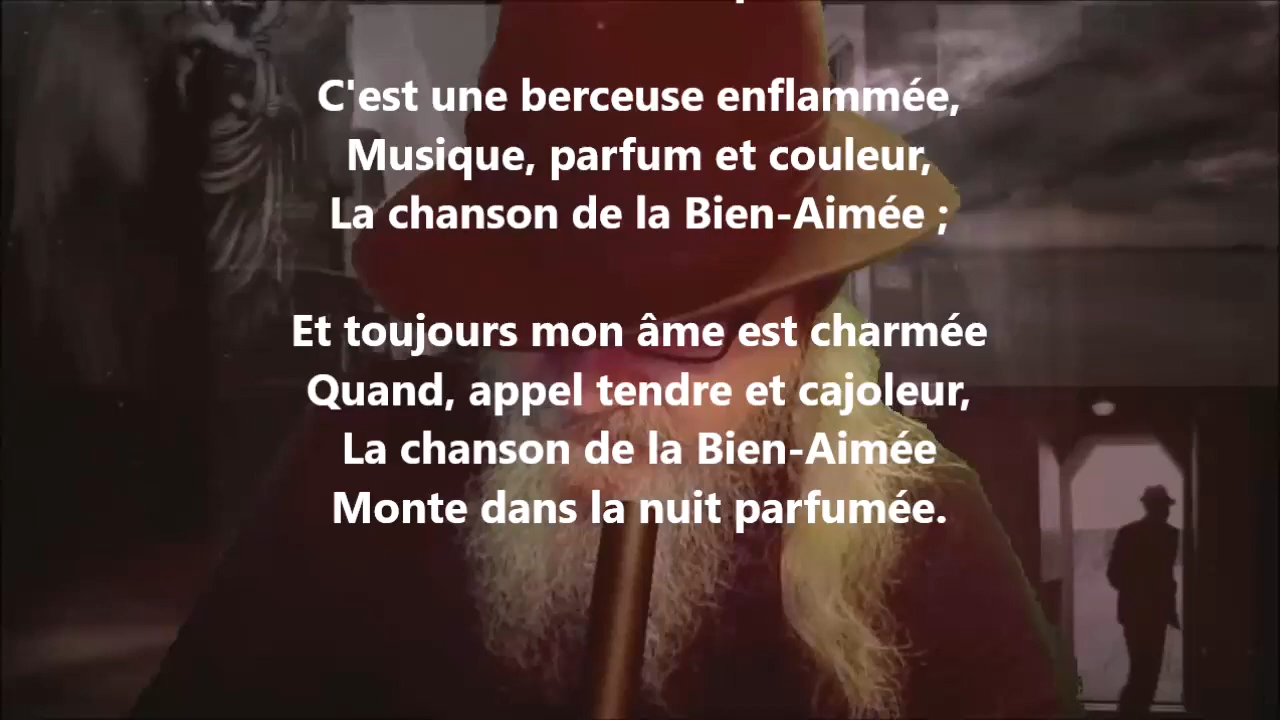 C'est une berceuse enflammée,
Musique, parfum et couleur,
La chanson de la Bien-Aimée ;
Et toujours mon âme est charmée
Quand, appel tendre et cajoleur,
La chanson de la Bien-Aimée
Monte dans la nuit parfumée.